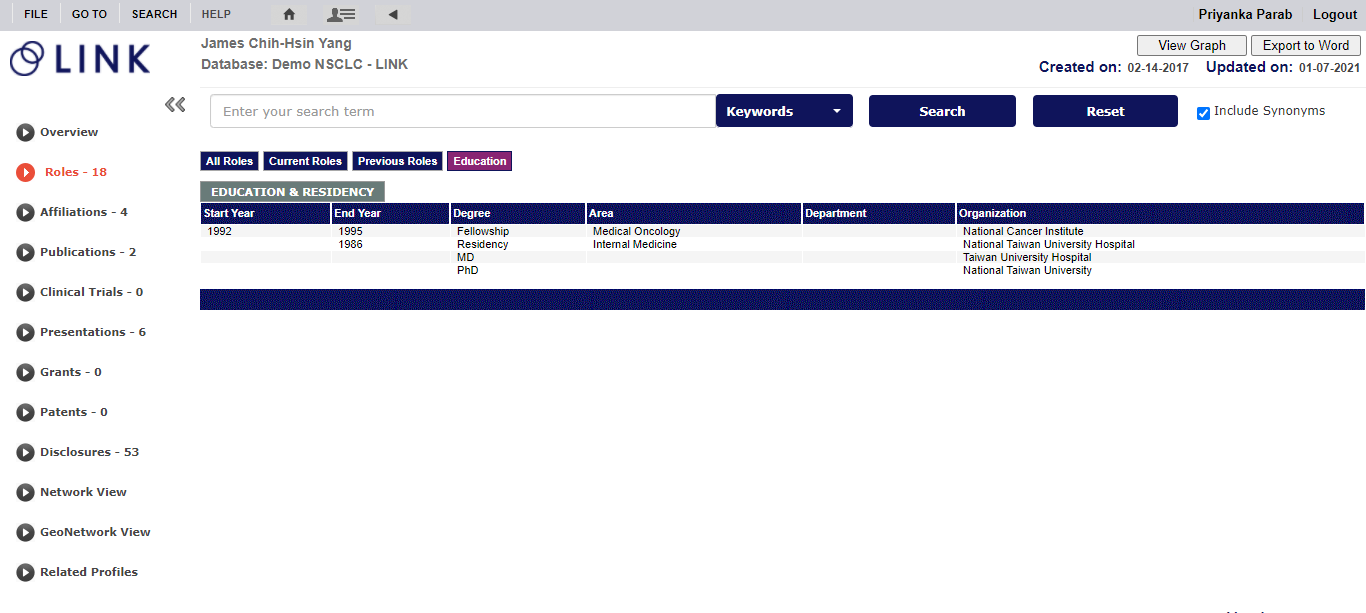 FILE GO TO SEARCH HELP Priyanka Parab Logout
LINK
James Chih-Hsin Yang
Database: Demo NSCLC - LINK
View Graph Export to Word
Created on: 02-14-2017 Updated on: 01-07-2021
Enter your search term Keywords Search Reset Include Synonyms
Overview
Roles - 18
Affiliations - 4
Publications - 2
Clinical Trials - 0
Presentations - 6
Grants - 0
Patents - 0
Disclosures - 53
Network View
GeoNetwork View
Related Profiles
All Roles Current Roles Previous Roles Education
EDUCATION & RESIDENCY
Start Year End Year Degree Area Department Organization
1992 1995 Fellowship Medical Oncology National Cancer Institute
1986 Residency Internal Medicine National Taiwan University Hospital
MD Taiwan University Hospital
PhD National Taiwan University